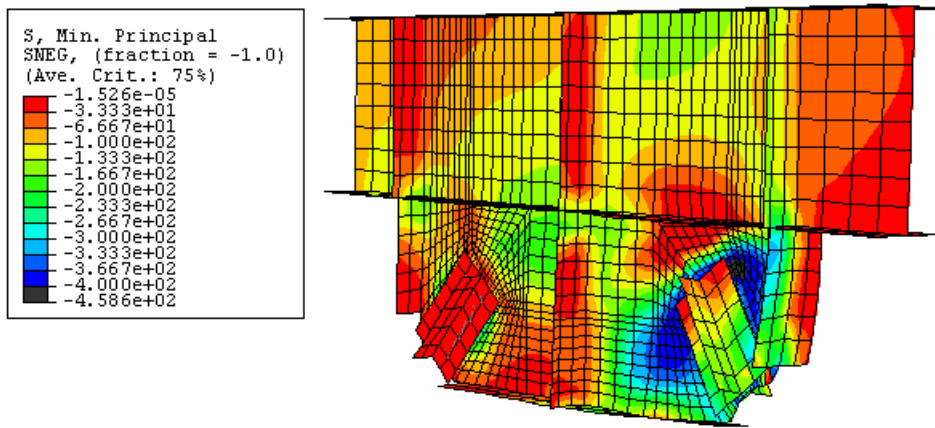 S, Min. Principal
SNEG, (fraction = -1.0)
(Ave. Crit.: 75%)
-1.526e-05
-3.333e+01
-6.667e+01
-1.000e+02
-1.333e+02
-1.667e+02
-2.000e+02
-2.333e+02
-2.667e+02
-3.000e+02
-3.333e+02
-3.667e+02
-4.000e+02
-4.586e+02